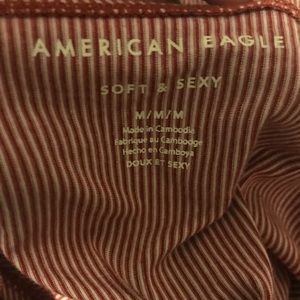 AMERICAN EAGLE
SOFT & SEXY
M/M/M
Made in Cambodia
Fabriqué au Cambodge
Hecho en Camboya
DOUX ET SEXY